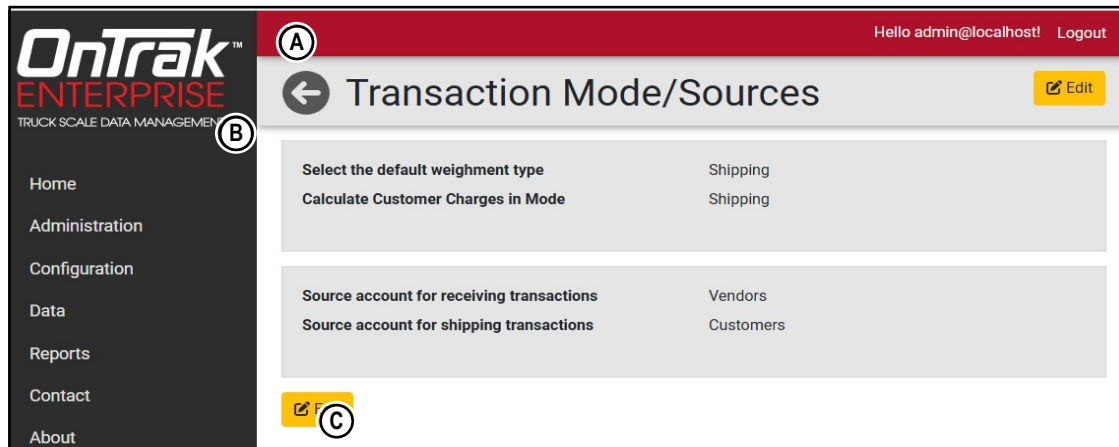 OnTrak™
ENTERPRISE
TRUCK SCALE DATA MANAGEMEN
B
Home
Administration
Configuration
Data
Reports
Contact
About
A
Hello admin@localhost! Logout
Transaction Mode/Sources
Edit
Select the default weighment type Shipping
Calculate Customer Charges in Mode Shipping
Source account for receiving transactions Vendors
Source account for shipping transactions Customers
C